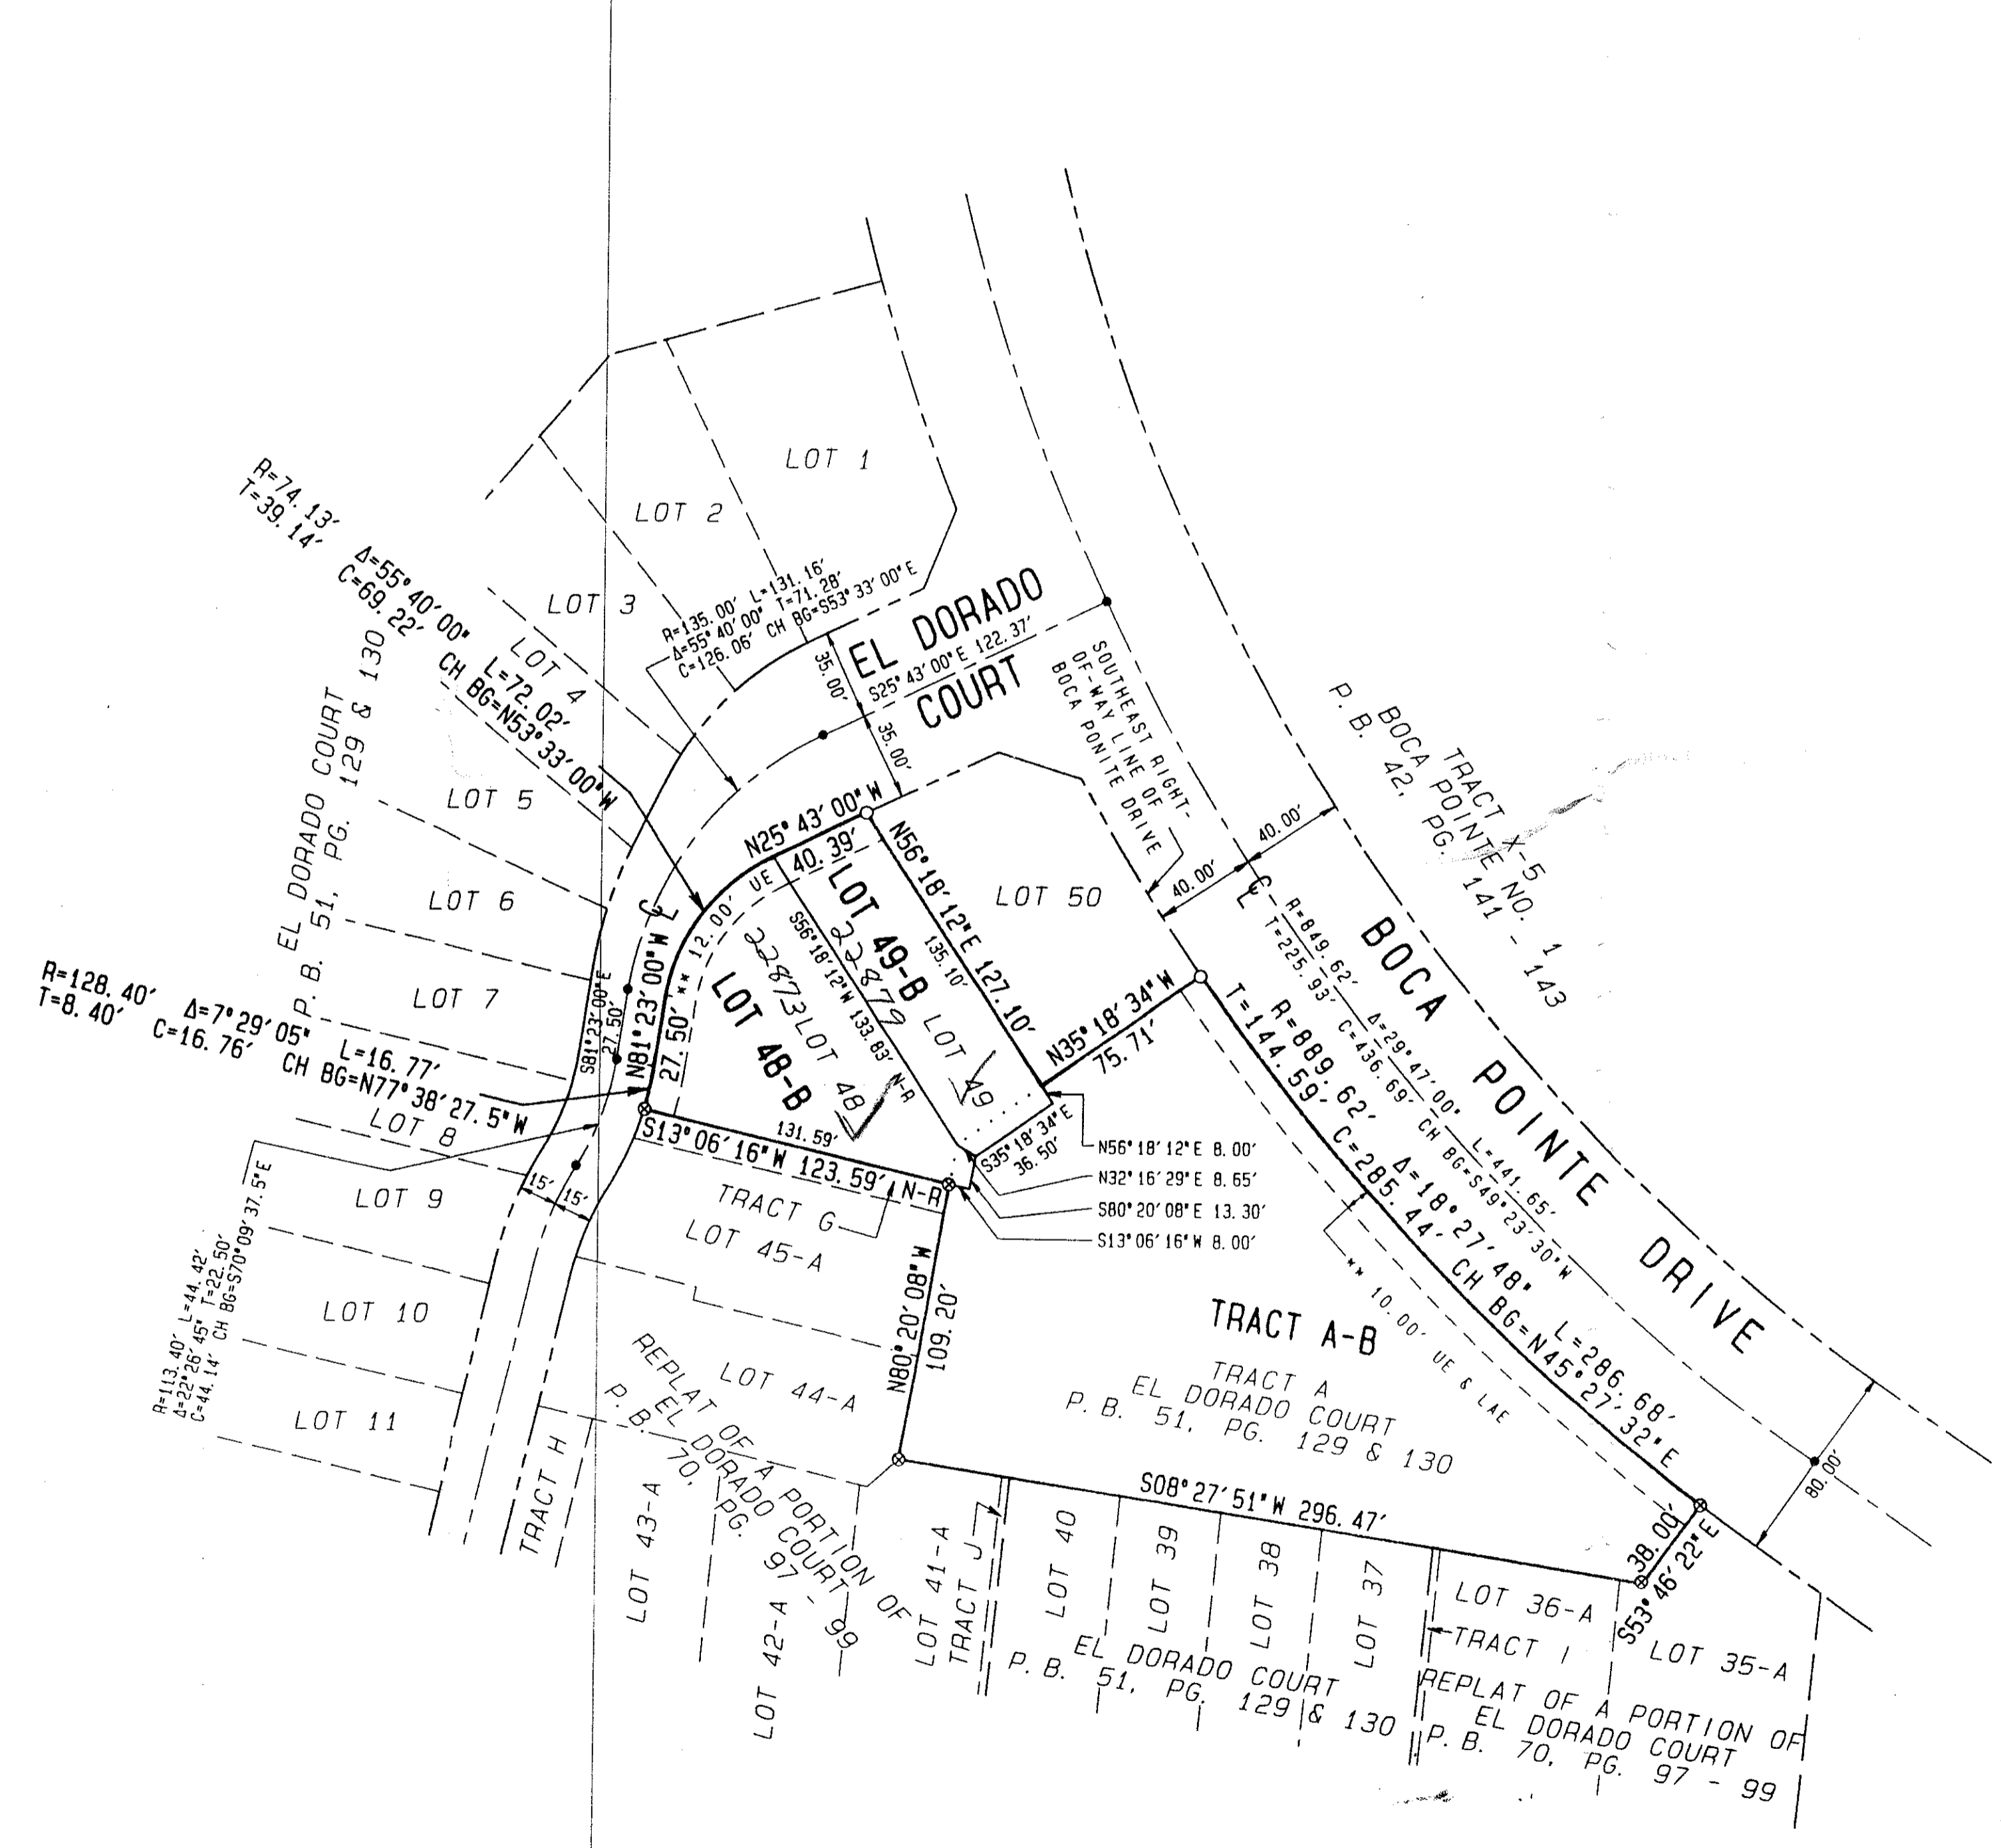 LOT 1
LOT 2
LOT 3
LOT 4
LOT 5
LOT 6
LOT 7
LOT 8
LOT 9
LOT 10
LOT 11
R=74.13' Δ=55°40'00" L=72.02'
T=39.14' C=69.22' CH BG=N53°33'00"W
R=135.00' L=131.16'
Δ=55°40'00" T=71.28'
C=126.06' CH BG=S53°33'00"E
EL DORADO
S25°43'00"E 122.37'
COURT
35.00'
35.00'
SOUTHEAST RIGHT-
OF-WAY LINE OF
BOCA PONITE DRIVE
EL DORADO COURT
P. B. 51, PG. 129 & 130
R=128.40' Δ=7°29'05" L=16.77'
T=8.40' C=16.76' CH BG=N77°38'27.5"W
R=113.40' L=44.42'
Δ=22°26'45" T=22.50'
C=44.14' CH BG=S70°09'37.5"E
S81°23'00"E
27.50'
N81°23'00"W
27.50'
CL
** 12.00' UE
N25°43'00"W
40.39'
LOT 49-B
22879
LOT 49
N56°18'12"E 127.10'
135.10'
S56°18'12"W 133.83' N-R
LOT 48-B
22873
LOT 48
131.59'
S13°06'16"W 123.59' N-R
LOT 50
N35°18'34"W
75.71'
S35°18'34"E
36.50'
N56°18'12"E 8.00'
N32°16'29"E 8.65'
S80°20'08"E 13.30'
S13°06'16"W 8.00'
15'
15'
TRACT G
LOT 45-A
LOT 44-A
N80°20'08"W
109.20'
REPLAT OF A PORTION OF
EL DORADO COURT
P. B. 70, PG. 97 - 99
TRACT H
LOT 43-A
LOT 42-A
LOT 41-A
TRACT J
TRACT X-5
BOCA POINTE NO. 1
P. B. 42, PG. 141 - 143
40.00'
40.00'
CL
R=849.62' Δ=29°47'00" L=441.65'
T=225.93' C=436.69' CH BG=S49°23'30"W
BOCA POINTE DRIVE
R=889.62' Δ=18°27'48" L=286.68'
T=144.59' C=285.44' CH BG=N45°27'32"E
** 10.00' UE & LAE
80.00'
TRACT A-B
TRACT A
EL DORADO COURT
P. B. 51, PG. 129 & 130
S08°27'51"W 296.47'
38.00'
S53°46'22"E
LOT 40
LOT 39
LOT 38
LOT 37
LOT 36-A
TRACT I
LOT 35-A
EL DORADO COURT
P. B. 51, PG. 129 & 130
REPLAT OF A PORTION OF
EL DORADO COURT
P. B. 70, PG. 97 - 99